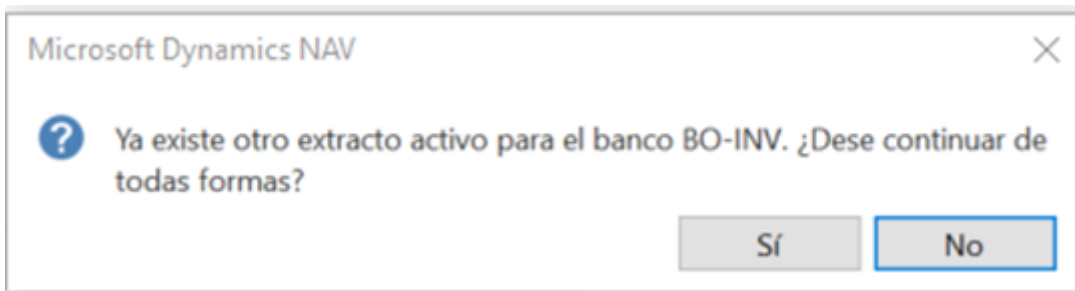 Microsoft Dynamics NAV
Ya existe otro extracto activo para el banco BO-INV. ¿Dese continuar de
todas formas?
Sí
No